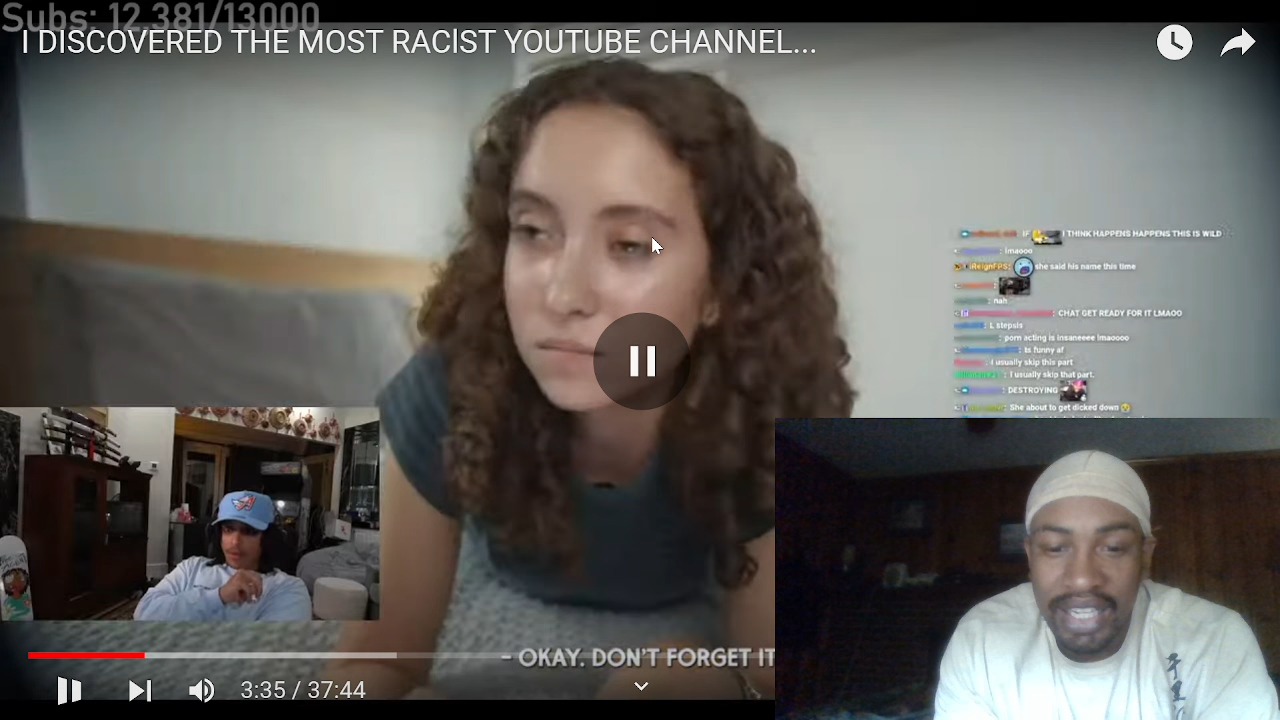 Subs: 12,381/13000
I DISCOVERED THE MOST RACIST YOUTUBE CHANNEL...
: IF I THINK HAPPENS HAPPENS THIS IS WILD
: lmaooo
iReignFPS: she said his name this time
: nah
: CHAT GET READY FOR IT LMAOO
: L stepsis
: porn acting is insaneeee lmaoooo
: Is funny af
: I usually skip this part
: I usually skip that part.
: DESTROYING
: She about to get dicked down
- OKAY. DON'T FORGET IT
3:35 / 37:44